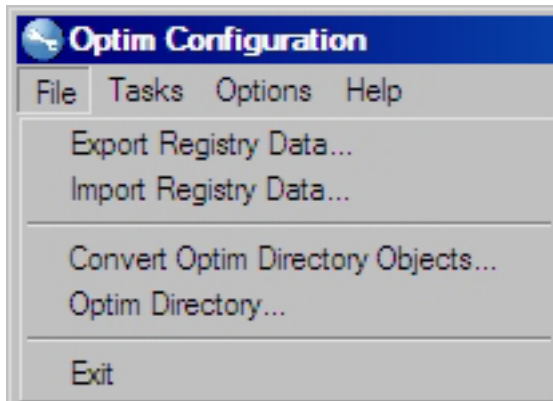 Optim Configuration
File Tasks Options Help
Export Registry Data...
Import Registry Data...
Convert Optim Directory Objects...
Optim Directory...
Exit